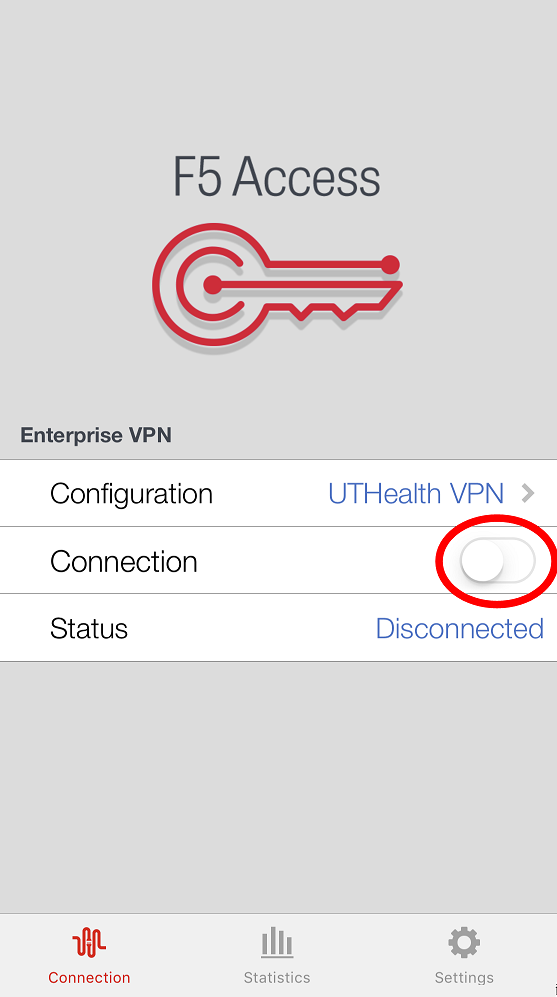 F5 Access
Enterprise VPN
Configuration UTHealth VPN
Connection
Status Disconnected
Connection Statistics Settings